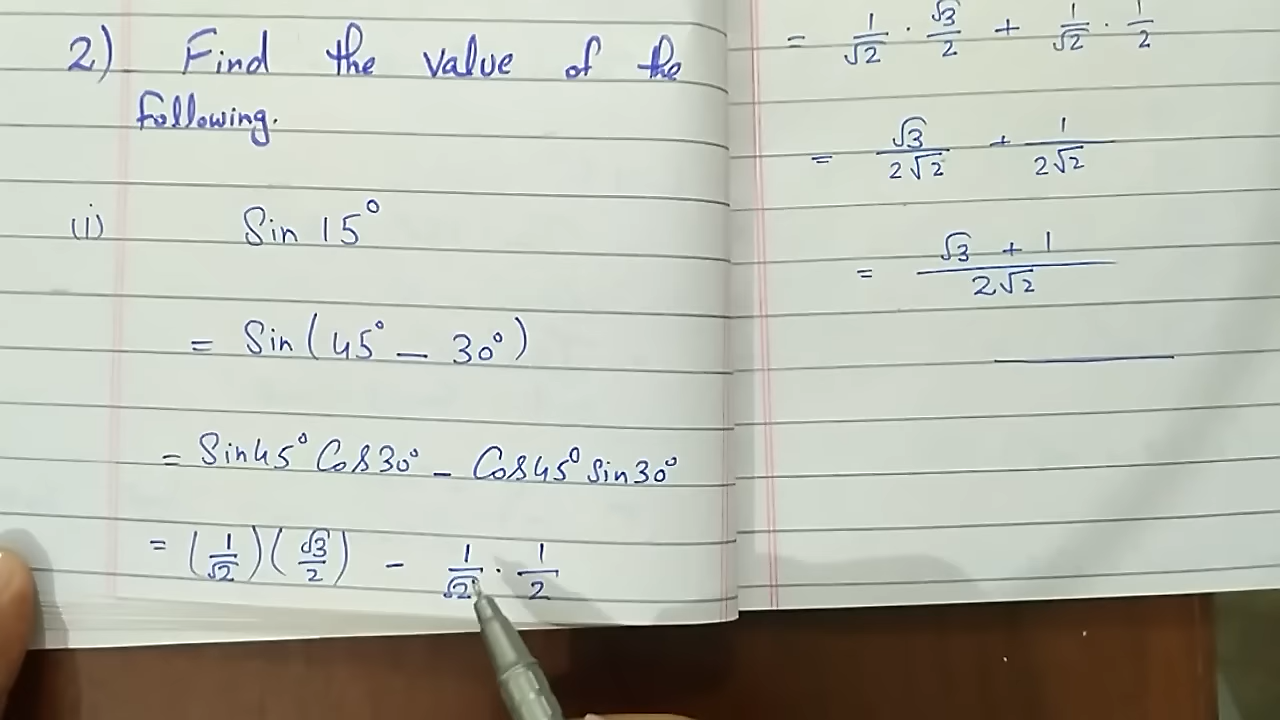 2) Find the value of the
following.
(i) Sin 15°
= Sin(45° - 30°)
= Sin45° Cos30° - Cos45° Sin30°
= (1/√2)(√3/2) - 1/√2 · 1/2
= 1/√2 · √3/2 + 1/√2 · 1/2
= √3/2√2 + 1/2√2
= √3 + 1/2√2